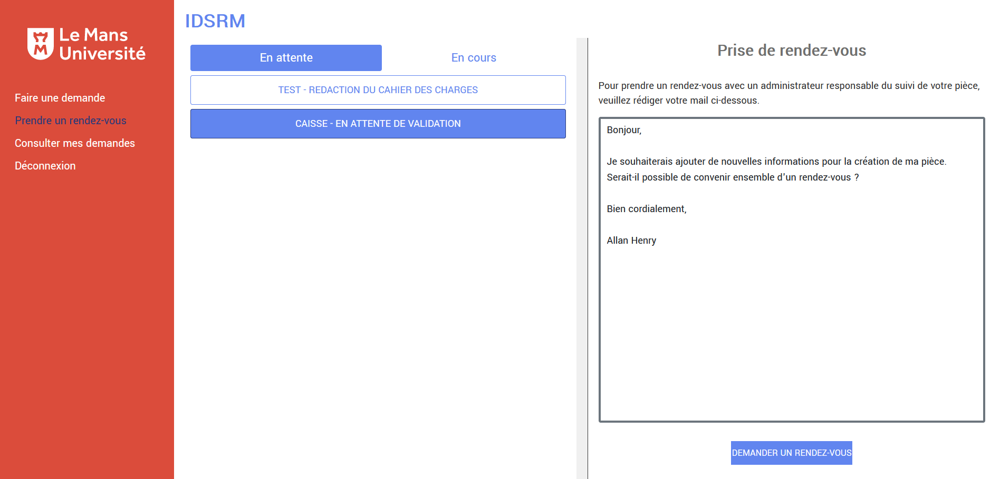 Le Mans
Université
Faire une demande
Prendre un rendez-vous
Consulter mes demandes
Déconnexion
IDSRM
En attente
En cours
TEST - REDACTION DU CAHIER DES CHARGES
CAISSE - EN ATTENTE DE VALIDATION
Prise de rendez-vous
Pour prendre un rendez-vous avec un administrateur responsable du suivi de votre pièce,
veuillez rédiger votre mail ci-dessous.
Bonjour,
Je souhaiterais ajouter de nouvelles informations pour la création de ma pièce.
Serait-il possible de convenir ensemble d'un rendez-vous ?
Bien cordialement,
Allan Henry
DEMANDER UN RENDEZ-VOUS